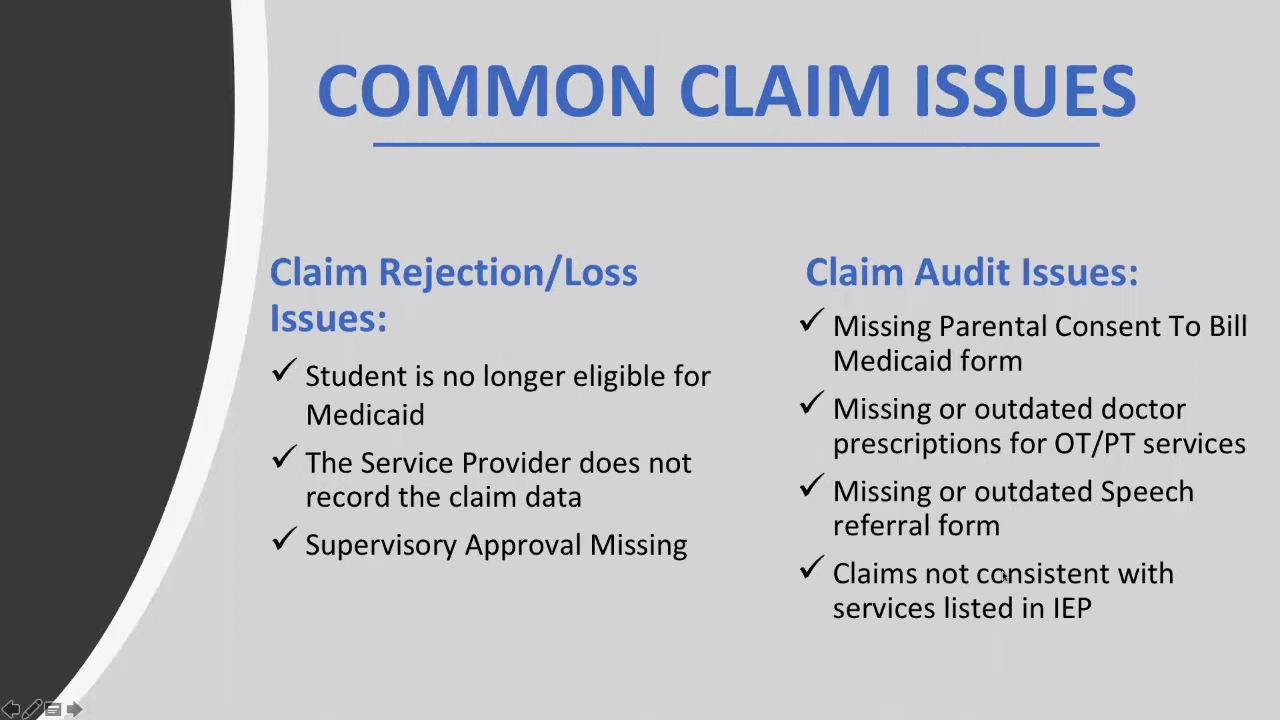 COMMON CLAIM ISSUES
Claim Rejection/Loss
Issues:
✓ Student is no longer eligible for
Medicaid
✓ The Service Provider does not
record the claim data
✓ Supervisory Approval Missing
Claim Audit Issues:
✓ Missing Parental Consent To Bill
Medicaid form
✓ Missing or outdated doctor
prescriptions for OT/PT services
✓ Missing or outdated Speech
referral form
✓ Claims not consistent with
services listed in IEP